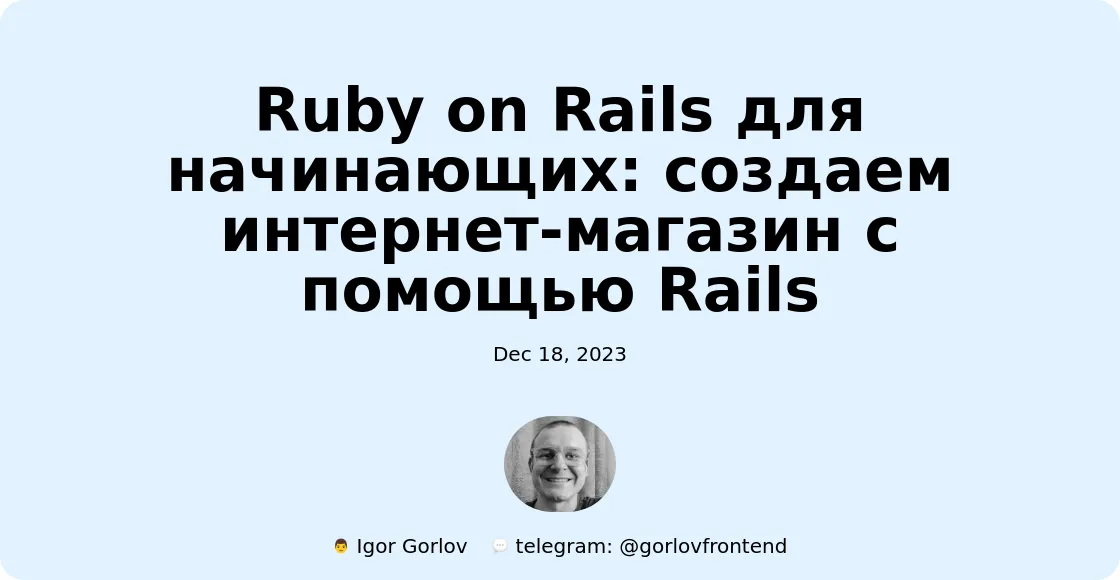 Ruby on Rails для
начинающих: создаем
интернет-магазин с
помощью Rails
Dec 18, 2023
👨 Igor Gorlov 💬 telegram: @gorlovfrontend